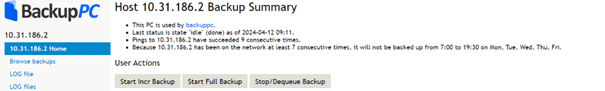 BackupPC
10.31.186.2
10.31.186.2 Home
Browse backups
LOG file
LOG files
Host 10.31.186.2 Backup Summary
• This PC is used by backuppc.
• Last status is state "idle" (done) as of 2024-04-12 09:11.
• Pings to 10.31.186.2 have succeeded 9 consecutive times.
• Because 10.31.186.2 has been on the network at least 7 consecutive times, it will not be backed up from 7:00 to 19:30 on Mon, Tue, Wed, Thu, Fri.
User Actions
Start Incr Backup Start Full Backup Stop/Dequeue Backup